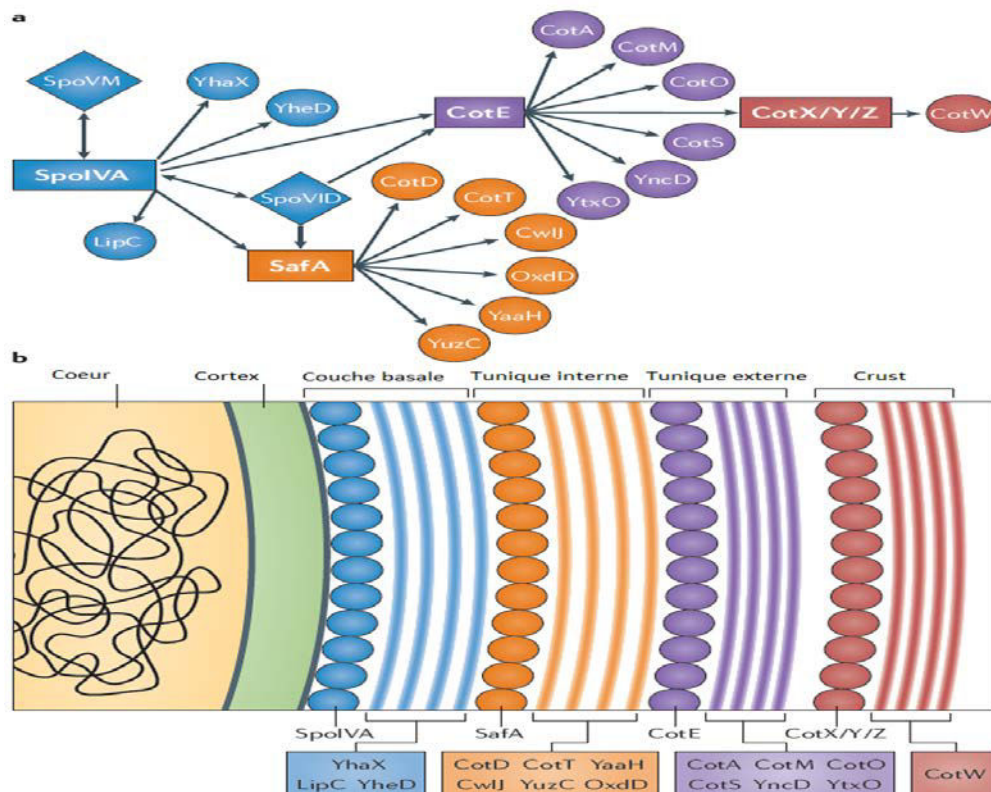 a
SpoVM
YhaX
YheD
SpoIVA
LipC
SpoVID
SafA
CotD
CotT
CwlJ
OxdD
YaaH
YuzC
CotE
CotA
CotM
CotO
CotS
YncD
YtxO
CotX/Y/Z
CotW
b
Coeur Cortex Couche basale Tunique interne Tunique externe Crust
SpoIVA SafA CotE CotX/Y/Z
YhaX
LipC YheD
CotD CotT YaaH
CwlJ YuzC OxdD
CotA CotM CotO
CotS YncD YtxO
CotW